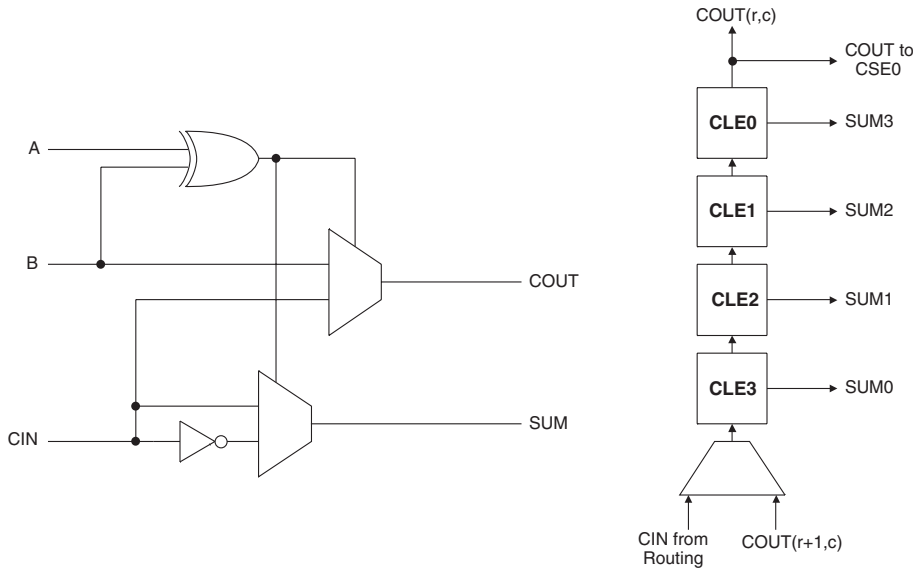 A
B
CIN
COUT
SUM
COUT(r,c)
COUT to
CSE0
CLE0
SUM3
CLE1
SUM2
CLE2
SUM1
CLE3
SUM0
CIN from
Routing
COUT(r+1,c)